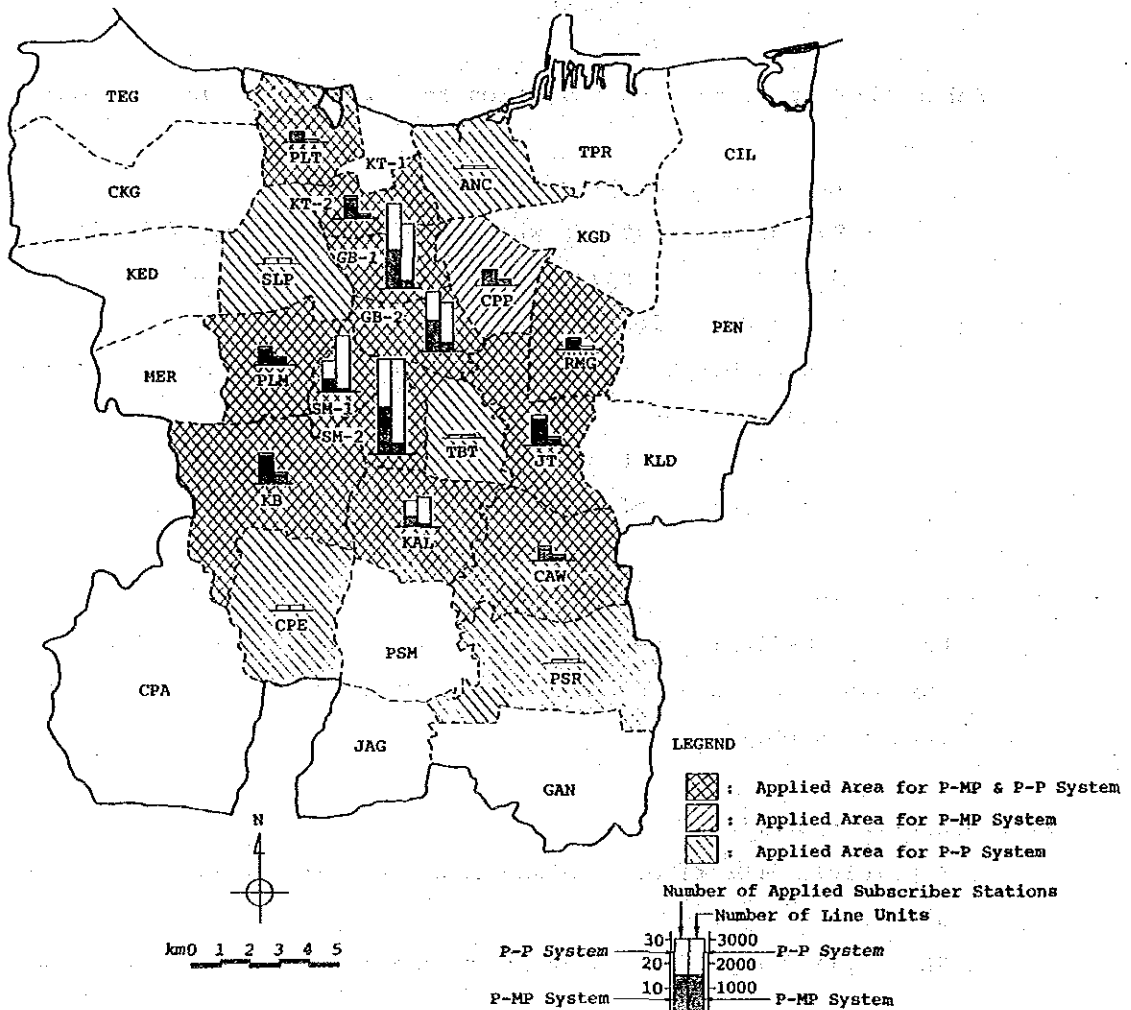 TEG
PLT
KT-1
TPR
CIL
CKG
KT-2
ANC
KED
GB-1
KGD
SLP
CPP
GB-2
PEN
MER
PLM
RMG
SM-1
SM-2
TBT
JT
KLD
KB
KAL
CAW
CPE
PSM
PSR
CPA
JAG
GAN
LEGEND
: Applied Area for P-MP & P-P System
: Applied Area for P-MP System
: Applied Area for P-P System
N
km0 1 2 3 4 5
Number of Applied Subscriber Stations
Number of Line Units
P-P System 30 3000 P-P System
20 2000
10 1000
P-MP System P-MP System